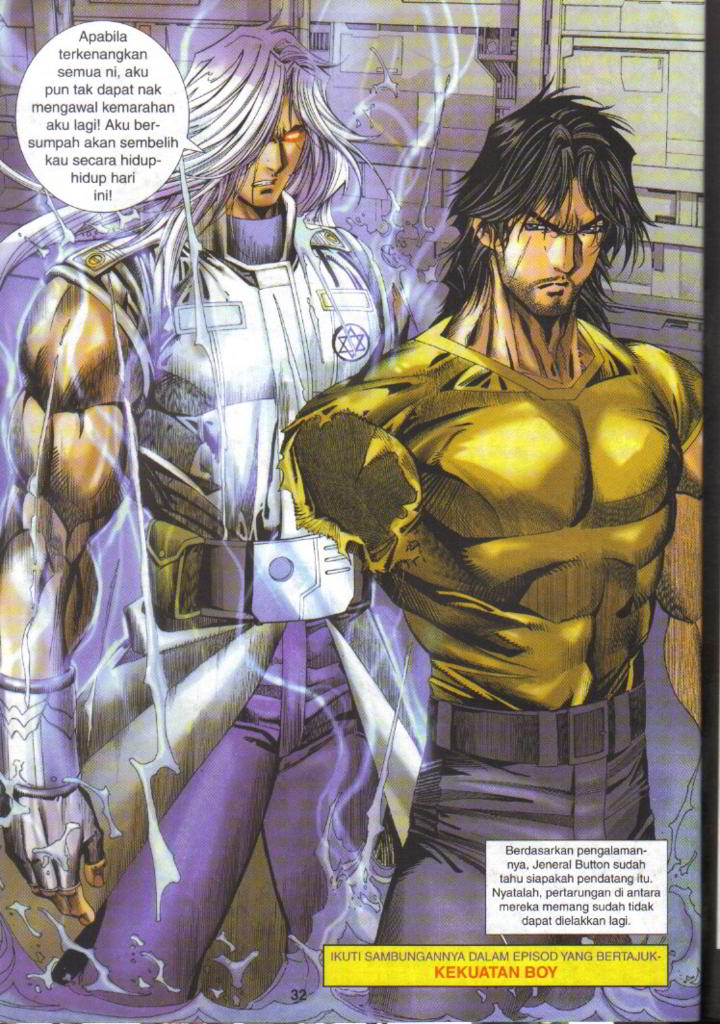 Apabila
terkenangkan
semua ni, aku
pun tak dapat nak
mengawal kemarahan
aku lagi! Aku ber-
sumpah akan sembelih
kau secara hidup-
hidup hari
ini!
Berdasarkan pengalaman-
nya, Jeneral Button sudah
tahu siapakah pendatang itu.
Nyatalah, pertarungan di antara
mereka memang sudah tidak
dapat dielakkan lagi.
IKUTI SAMBUNGANNYA DALAM EPISOD YANG BERTAJUK-
KEKUATAN BOY
32